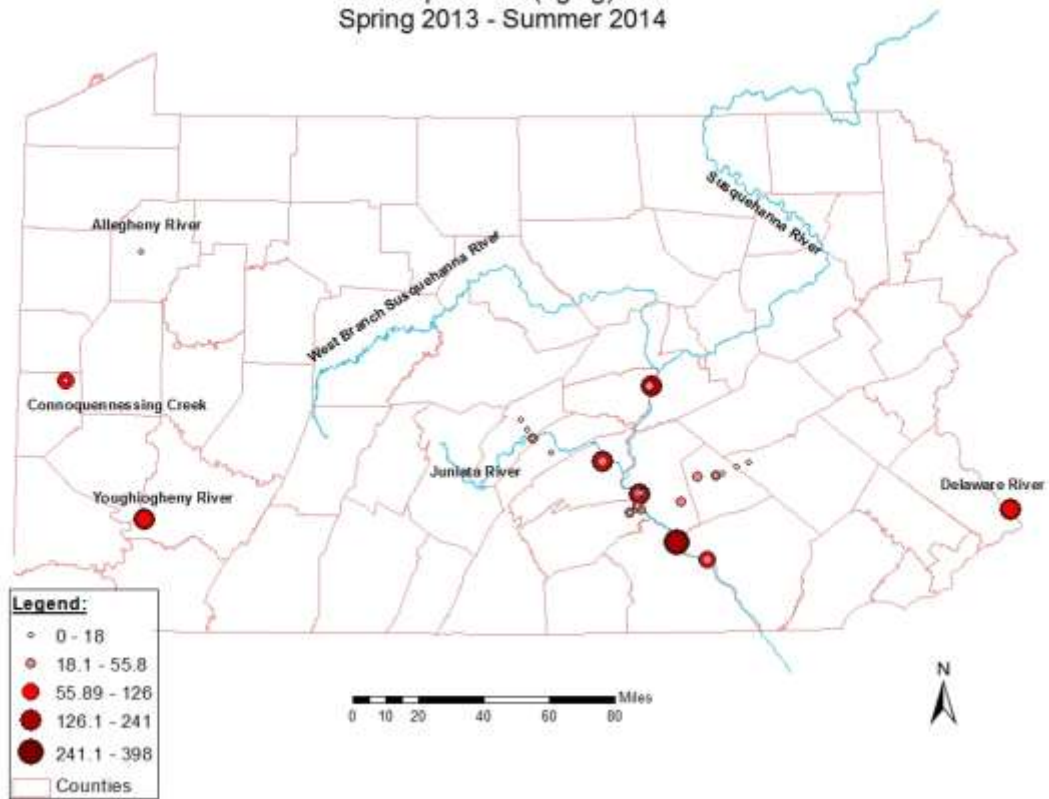 Spring 2013 - Summer 2014
Susquehanna River
Allegheny River
West Branch Susquehanna River
Connoquennessing Creek
Juniata River
Youghiogheny River
Delaware River
Legend:
0 - 18
18.1 - 55.8
55.89 - 126
126.1 - 241
241.1 - 398
Counties
N
Miles
0 10 20 40 60 80